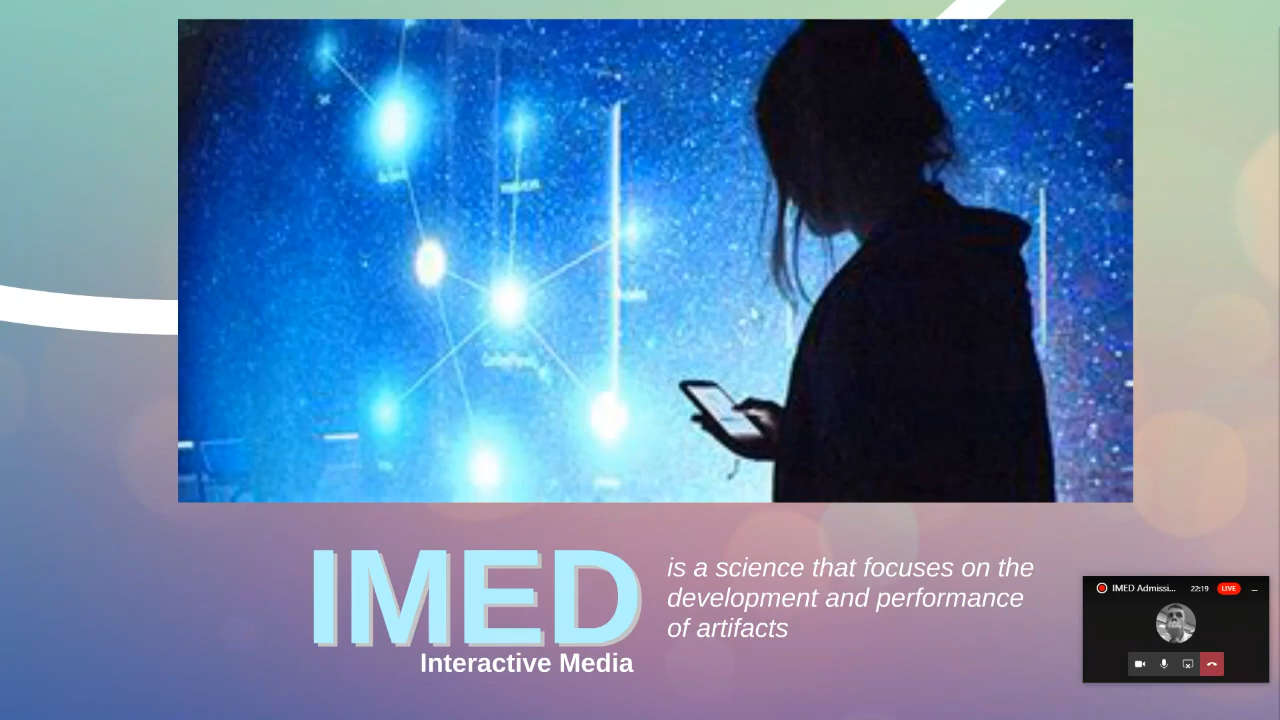 IMED
Interactive Media
is a science that focuses on the
development and performance
of artifacts
IMED Admissi...
22:19
LIVE